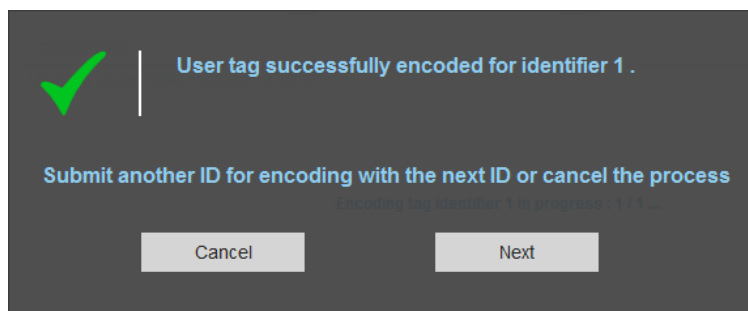 User tag successfully encoded for identifier 1 .
Submit another ID for encoding with the next ID or cancel the process
Encoding tag identifier 1 in progress : 1 / 1 ...
Cancel
Next